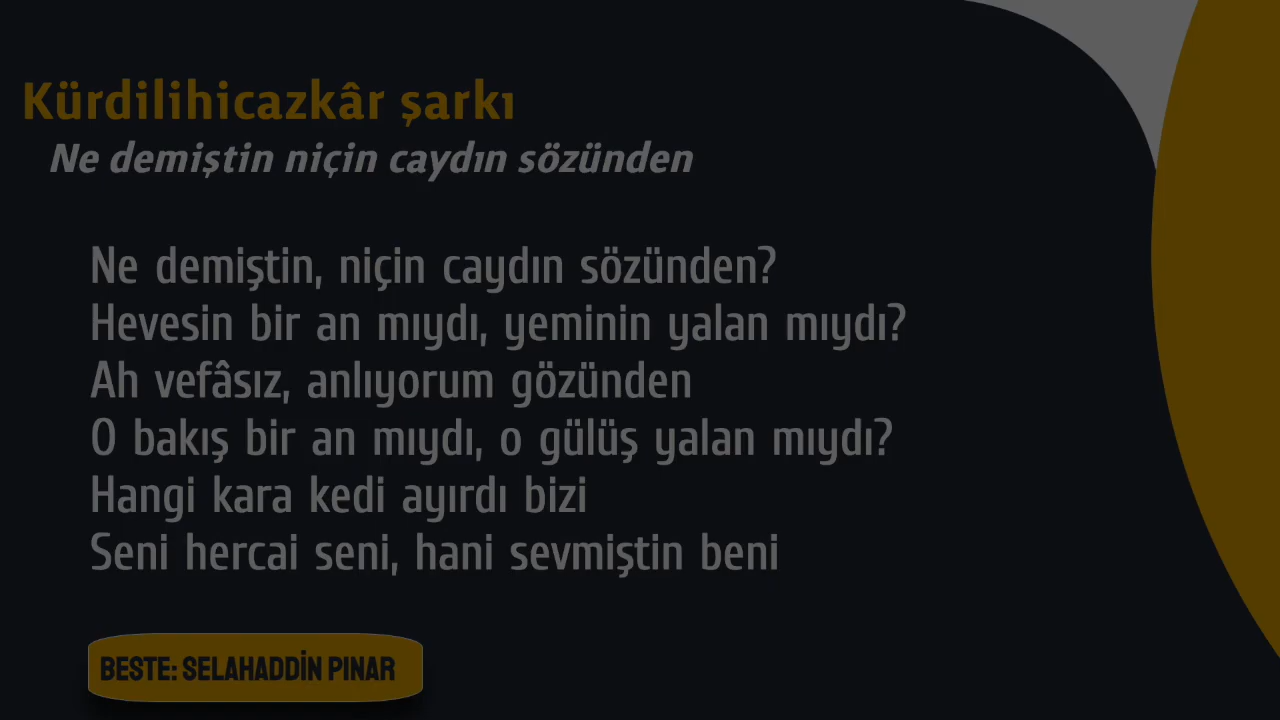 Kürdilihicazkâr şarkı
Ne demiştin niçin caydın sözünden
Ne demiştin, niçin caydın sözünden?
Hevesin bir an mıydı, yeminin yalan mıydı?
Ah vefâsız, anlıyorum gözünden
O bakış bir an mıydı, o gülüş yalan mıydı?
Hangi kara kedi ayırdı bizi
Seni hercai seni, hani sevmiştin beni
BESTE: SELAHADDİN PINAR